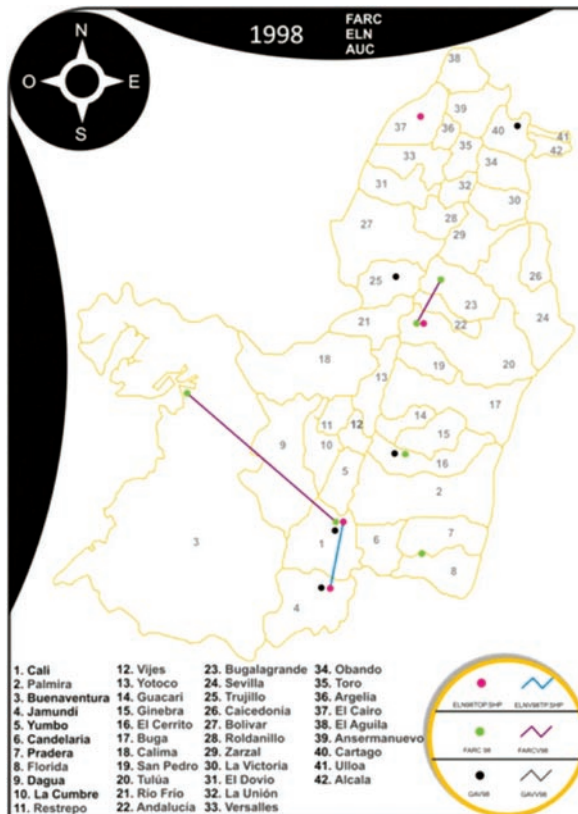 1998
FARC
ELN
AUC
N
O
E
S
38
39
37 36 40
41
42
35
33 34
31 32
30
28
27
29
25 26
23
24
21 22
18 19 20
13
17
14
11 12
15
9 10
16
5
2
7
3 1 6
8
4
1. Cali
2. Palmira
3. Buenaventura
4. Jamundí
5. Yumbo
6. Candelaria
7. Pradera
8. Florida
9. Dagua
10. La Cumbre
11. Restrepo
12. Vijes
13. Yotoco
14. Guacari
15. Ginebra
16. El Cerrito
17. Buga
18. Calima
19. San Pedro
20. Tulúa
21. Rio Frio
22. Andalucía
23. Bugalagrande
24. Sevilla
25. Trujillo
26. Caicedonia
27. Bolivar
28. Roldanillo
29. Zarzal
30. La Victoria
31. El Dovio
32. La Unión
33. Versalles
34. Obando
35. Toro
36. Argelia
37. El Cairo
38. El Aguila
39. Ansermanuevo
40. Cartago
41. Ulloa
42. Alcala
ELN98TOP.SHP ELNV98TP.SHP
FARC 98 FARCV98
GAV98 GAVV98